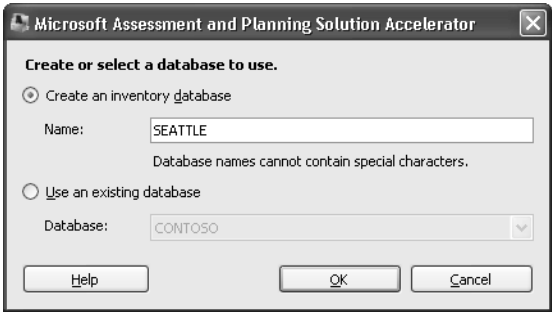 Microsoft Assessment and Planning Solution Accelerator
Create or select a database to use.
Create an inventory database
Name: SEATTLE
Database names cannot contain special characters.
Use an existing database
Database: CONTOSO
Help OK Cancel